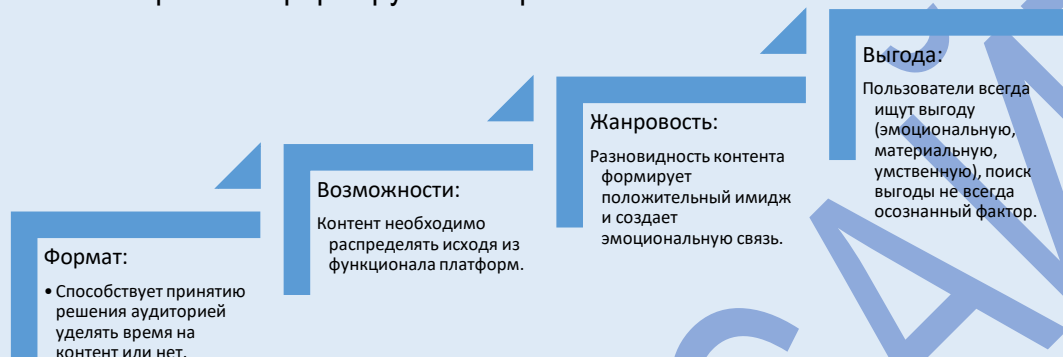 Формат:
• Способствует принятию
решения аудиторией
уделять время на
контент или нет.
Возможности:
Контент необходимо
распределять исходя из
функционала платформ.
Жанровость:
Разновидность контента
формирует
положительный имидж
и создает
эмоциональную связь.
Выгода:
Пользователи всегда
ищут выгоду
(эмоциональную,
материальную,
умственную), поиск
выгоды не всегда
осознанный фактор.